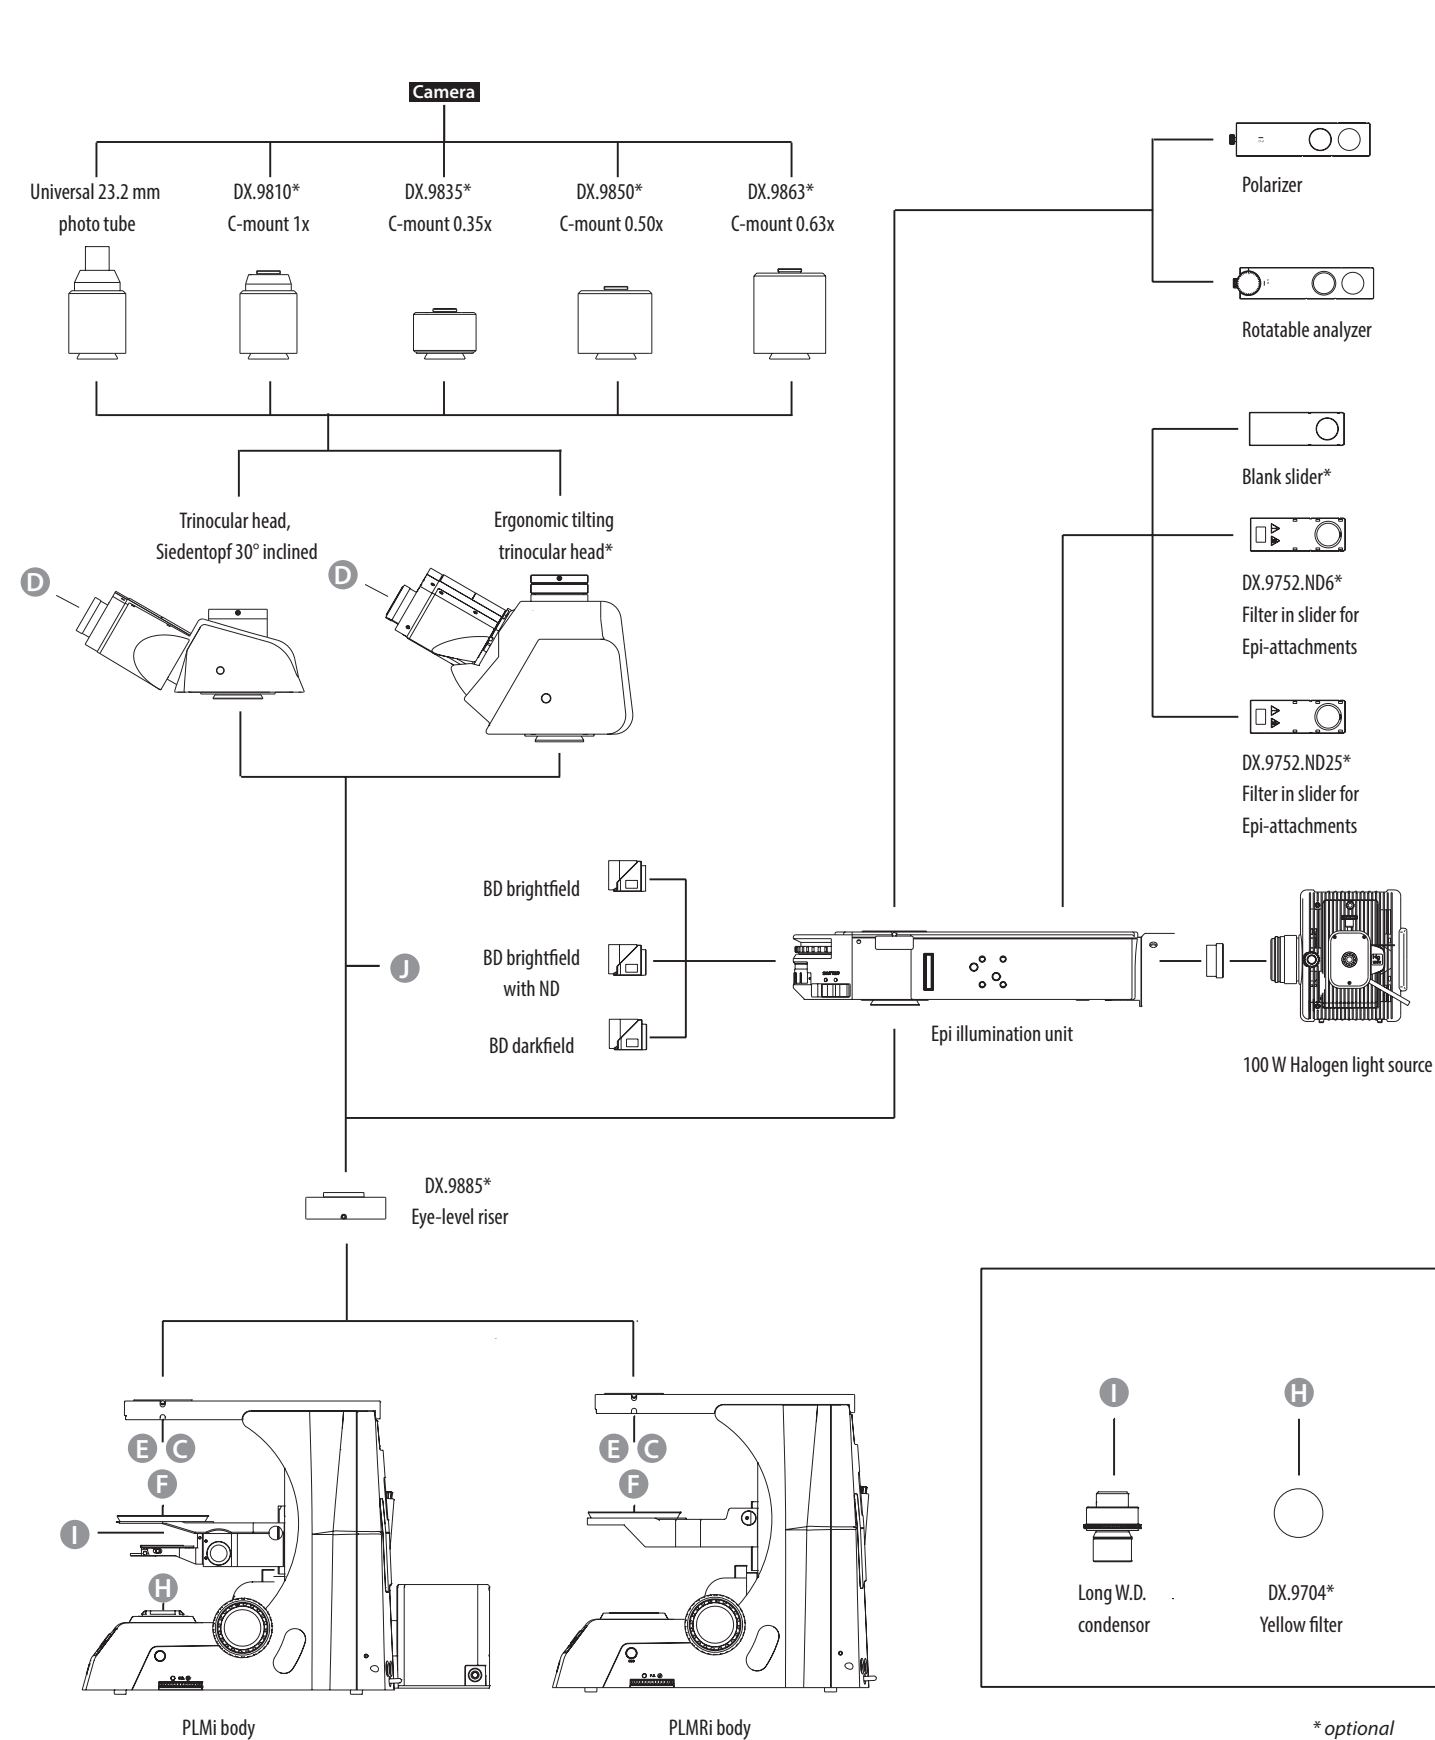 Camera
Universal 23.2 mm
photo tube
DX.9810*
C-mount 1x
DX.9835*
C-mount 0.35x
DX.9850*
C-mount 0.50x
DX.9863*
C-mount 0.63x
Polarizer
Rotatable analyzer
Blank slider*
DX.9752.ND6*
Filter in slider for
Epi-attachments
DX.9752.ND25*
Filter in slider for
Epi-attachments
Trinocular head,
Siedentopf 30° inclined
Ergonomic tilting
trinocular head*
D
D
BD brightfield
BD brightfield
with ND
BD darkfield
J
Epi illumination unit
100 W Halogen light source
DX.9885*
Eye-level riser
E C
F
I
H
PLMi body
E C
F
PLMRi body
I
Long W.D.
condensor
H
DX.9704*
Yellow filter
* optional